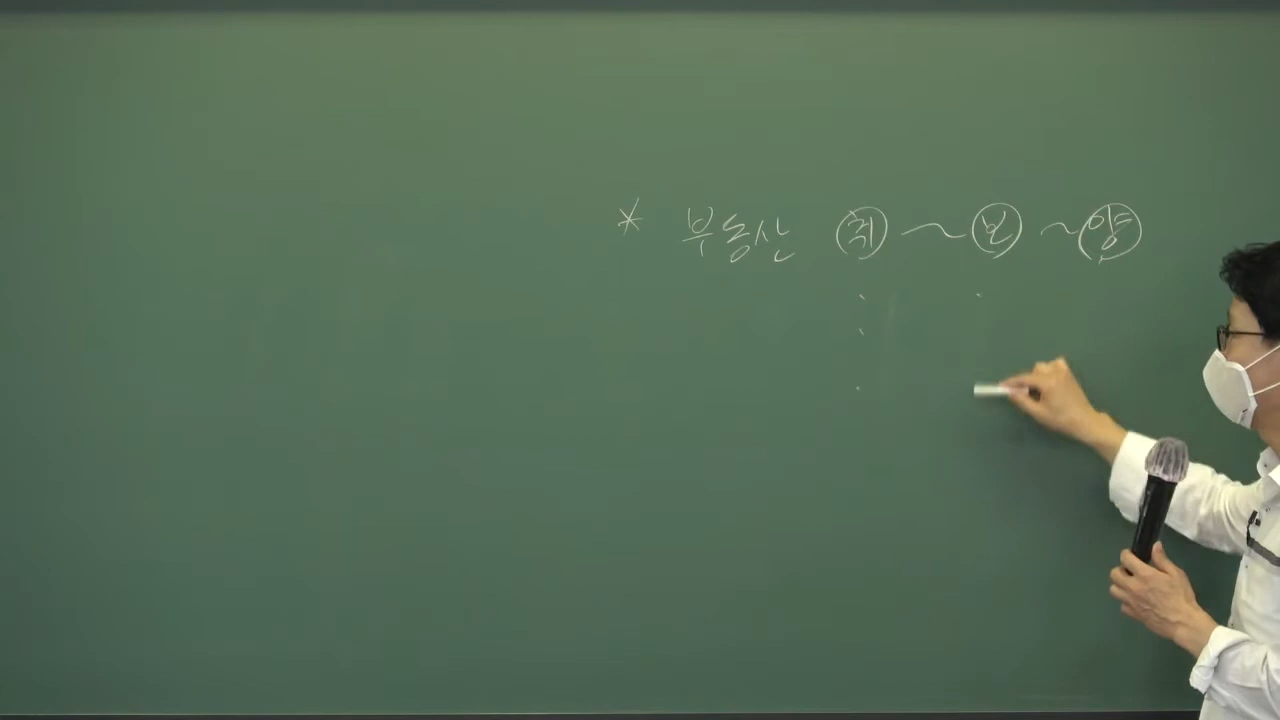 * 부동산 취 ~ 보 ~ 양